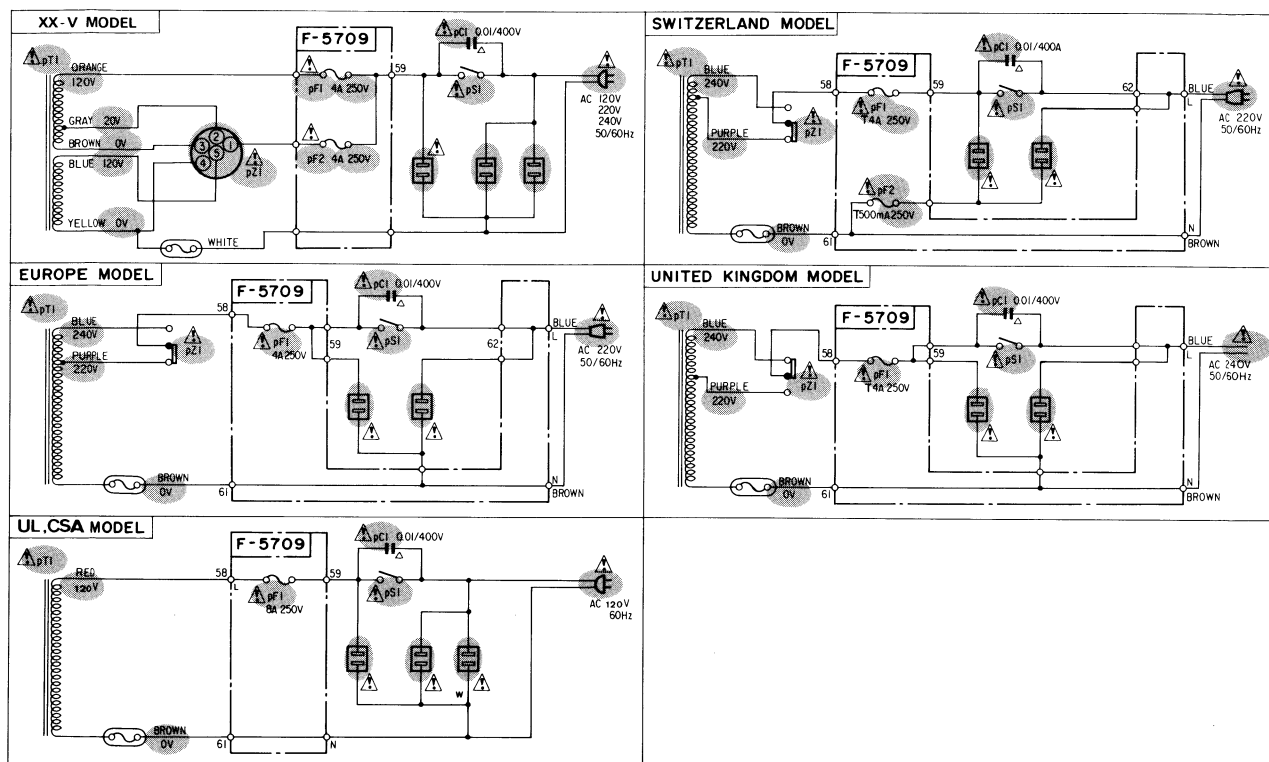 XX-V MODEL
pT1
ORANGE
120V
GRAY 20V
BROWN 0V
BLUE 120V
YELLOW 0V
WHITE
2
3
1
5
4
pZ1
F-5709
pF1 4A 250V
pF2 4A 250V
59
pC1 0.01/400V
pS1
AC 120V
220V
240V
50/60Hz
SWITZERLAND MODEL
pT1
BLUE
240V
PURPLE
220V
pZ1
58
F-5709
pF1
T4A 250V
59
pC1 0.01/400A
pS1
62
BLUE
L
AC 220V
50/60Hz
pF2
T500mA250V
BROWN
0V
61
N
BROWN
EUROPE MODEL
pT1
BLUE
240V
PURPLE
220V
pZ1
58
F-5709
pF1
4A250V
59
pC1 0.01/400V
pS1
62
BLUE
L
AC 220V
50/60Hz
BROWN
0V
61
N
BROWN
UNITED KINGDOM MODEL
pT1
BLUE
240V
PURPLE
220V
pZ1
58
F-5709
pF1
T4A 250V
59
pC1 0.01/400V
pS1
BLUE
L
AC 240V
50/60Hz
BROWN
0V
61
N
BROWN
UL,CSA MODEL
pT1
RED
120V
58
L
F-5709
pF1
8A 250V
59
pC1 0.01/400V
pS1
AC 120V
60Hz
W
BROWN
0V
61
N